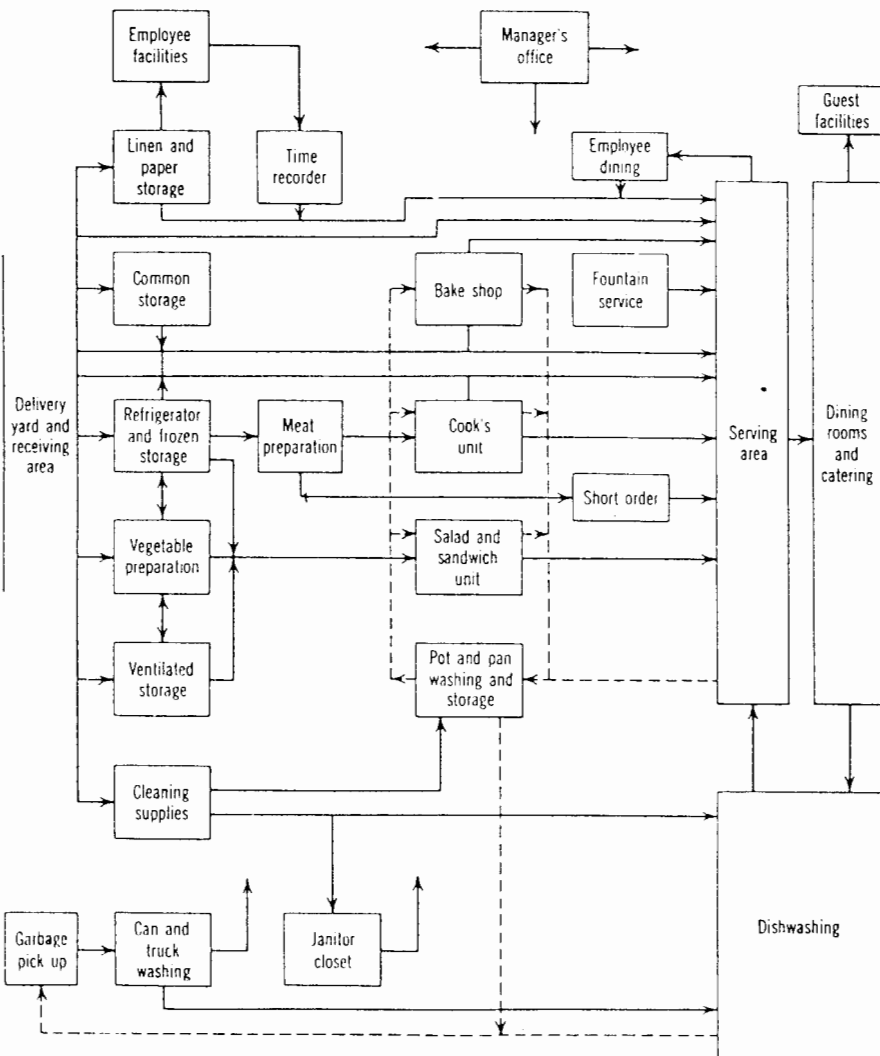 Employee
facilities
Manager's
office
Guest
facilities
Linen and
paper
storage
Time
recorder
Employee
dining
Common
storage
Bake shop
Fountain
service
Delivery
yard and
receiving
area
Refrigerator
and frozen
storage
Meat
preparation
Cook's
unit
Serving
area
Dining
rooms
and
catering
Short order
Vegetable
preparation
Salad and
sandwich
unit
Ventilated
storage
Pot and pan
washing and
storage
Cleaning
supplies
Garbage
pick up
Can and
truck
washing
Janitor
closet
Dishwashing